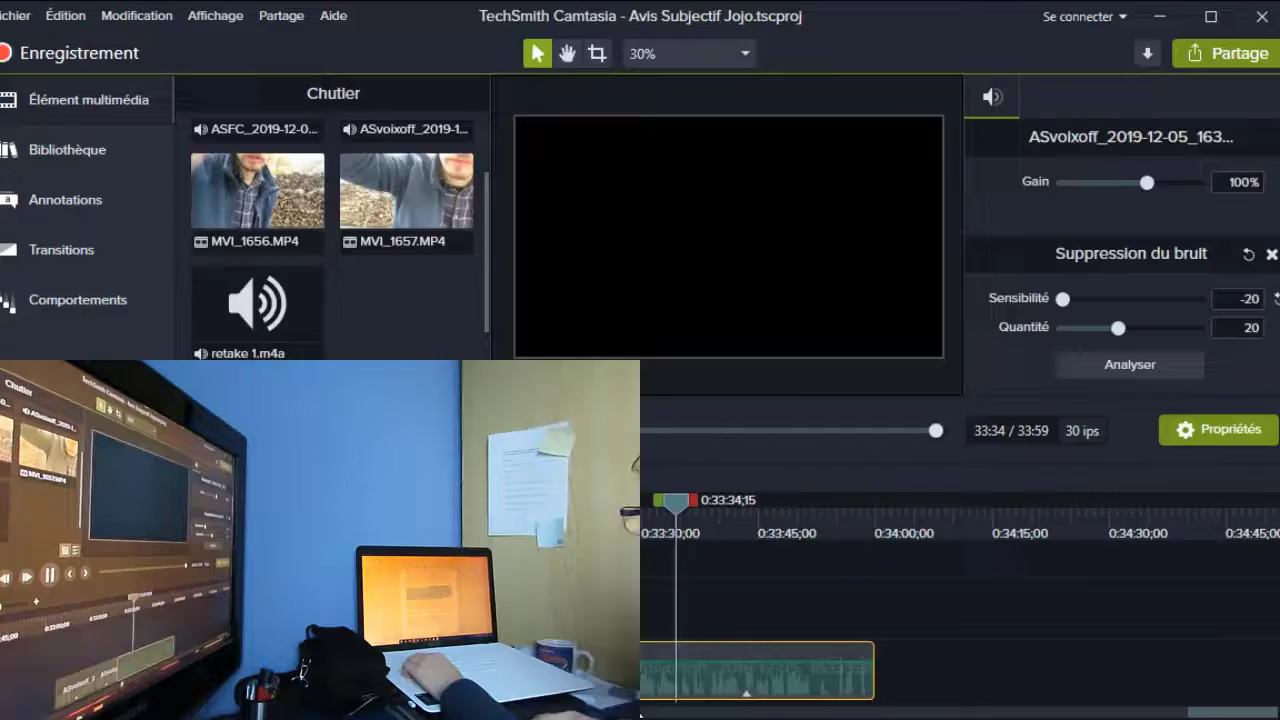 ichier Édition Modification Affichage Partage Aide
TechSmith Camtasia - Avis Subjectif Jojo.tscproj
Se connecter
Enregistrement
30%
Partage
Élément multimédia
Bibliothèque
Annotations
Transitions
Comportements
Chutier
ASFC_2019-12-0...
ASvoixoff_2019-1...
MVI_1656.MP4
MVI_1657.MP4
retake 1.m4a
ASvoixoff_2019-12-05_163...
Gain 100%
Suppression du bruit
Sensibilité -20
Quantité 20
Analyser
33:34 / 33:59 30 ips
Propriétés
0:33:34;15
0:33:30;00 0:33:45;00 0:34:00;00 0:34:15;00 0:34:30;00 0:34:45;00
Chutier
MVI_1657.MP4